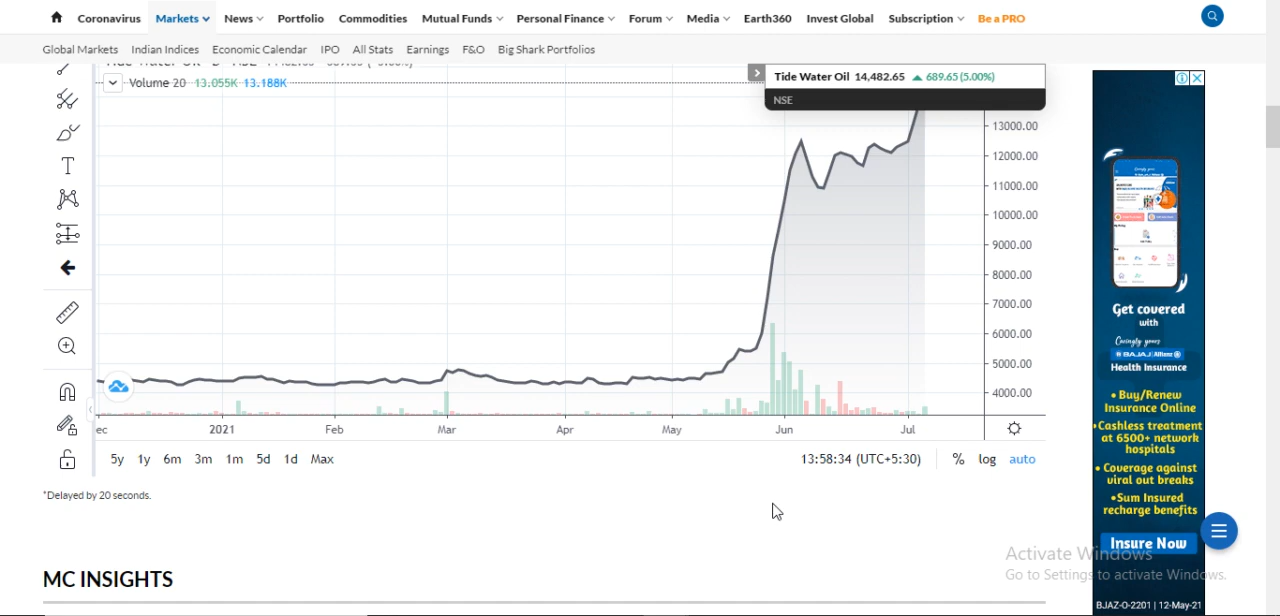 Coronavirus Markets News Portfolio Commodities Mutual Funds Personal Finance Forum Media Earth360 Invest Global Subscription Be a PRO
Global Markets Indian Indices Economic Calendar IPO All Stats Earnings F&O Big Shark Portfolios
Volume 20 13.055K 13.188K
Tide Water Oil 14,482.65 ▲ 689.65 (5.00%)
NSE
13000.00
12000.00
11000.00
10000.00
9000.00
8000.00
7000.00
6000.00
5000.00
4000.00
ec 2021 Feb Mar Apr May Jun Jul
5y 1y 6m 3m 1m 5d 1d Max 13:58:34 (UTC+5:30) % log auto
*Delayed by 20 seconds.
MC INSIGHTS
Get covered
with
Caringly yours
BAJAJ Allianz
Health Insurance
• Buy/Renew
Insurance Online
•Cashless treatment
at 6500+ network
hospitals
• Coverage against
viral out breaks
•Sum Insured
recharge benefits
Insure Now
BJAZ-O-2201 | 12-May-21
Activate Windows
Go to Settings to activate Windows.